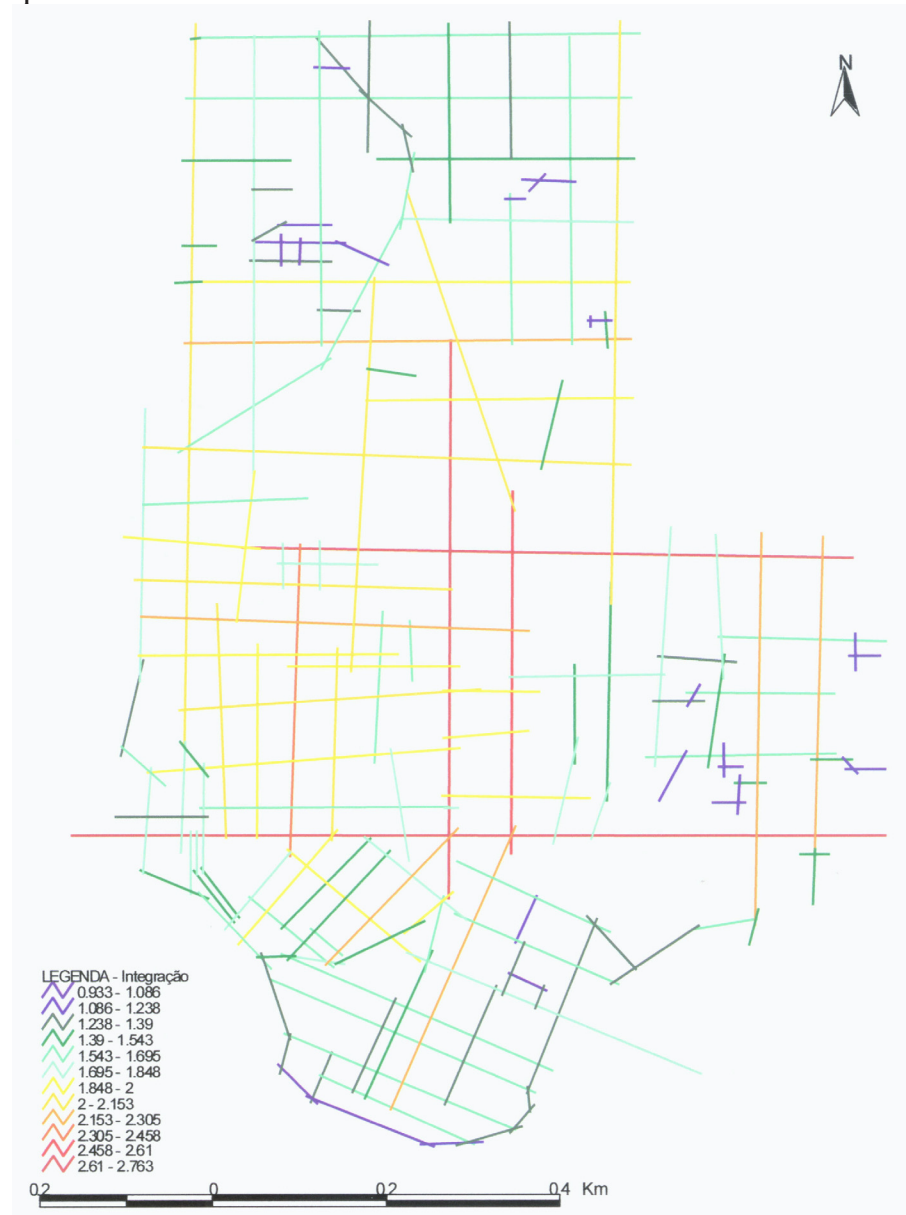 N
LEGENDA - Integração
0.933 - 1.086
1.086 - 1.238
1.238 - 1.39
1.39 - 1.543
1.543 - 1.695
1.695 - 1.848
1.848 - 2
2 - 2.153
2.153 - 2.305
2.305 - 2.458
2.458 - 2.61
2.61 - 2.763
0.2 0 0.2 0.4 Km